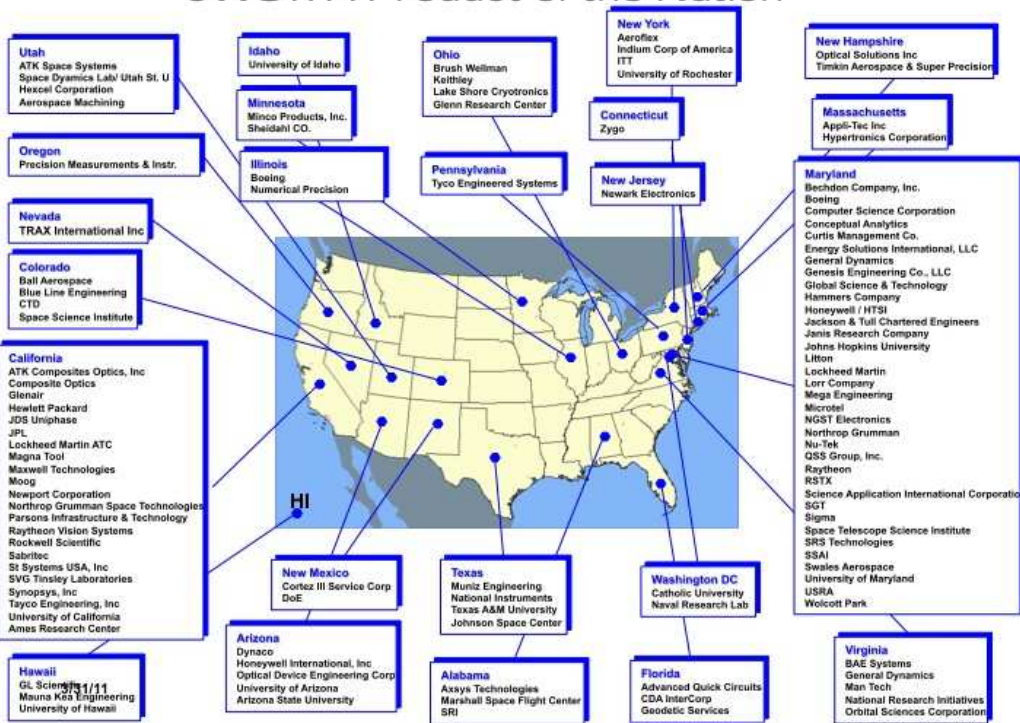 Utah
ATK Space Systems
Space Dyamics Lab/ Utah St. U
Hexcel Corporation
Aerospace Machining
Oregon
Precision Measurements & Instr.
Nevada
TRAX International Inc
Colorado
Ball Aerospace
Blue Line Engineering
CTD
Space Science Institute
California
ATK Composites Optics, Inc
Composite Optics
Glenair
Hewlett Packard
JDS Uniphase
JPL
Lockheed Martin ATC
Magna Tool
Maxwell Technologies
Moog
Newport Corporation
Northrop Grumman Space Technologies
Parsons Infrastructure & Technology
Raytheon Vision Systems
Rockwell Scientific
Sabritec
St Systems USA, Inc
SVG Tinsley Laboratories
Synopsys, Inc
Tayco Engineering, Inc
University of California
Ames Research Center
Hawaii
GL Scientific
3/31/11
Mauna Kea Engineering
University of Hawaii
Idaho
University of Idaho
Minnesota
Minco Products, Inc.
Sheidahl CO.
Illinois
Boeing
Numerical Precision
Ohio
Brush Wellman
Keithley
Lake Shore Cryotronics
Glenn Research Center
Pennsylvania
Tyco Engineered Systems
New York
Aeroflex
Indium Corp of America
ITT
University of Rochester
Connecticut
Zygo
New Jersey
Newark Electronics
New Hampshire
Optical Solutions Inc
Timkin Aerospace & Super Precision
Massachusetts
Appli-Tec Inc
Hypertronics Corporation
Maryland
Bechdon Company, Inc.
Boeing
Computer Science Corporation
Conceptual Analytics
Curtis Management Co.
Energy Solutions International, LLC
General Dynamics
Genesis Engineering Co., LLC
Global Science & Technology
Hammers Company
Honeywell / HTSI
Jackson & Tull Chartered Engineers
Janis Research Company
Johns Hopkins University
Litton
Lockheed Martin
Lorr Company
Mega Engineering
Microtel
NGST Electronics
Northrop Grumman
Nu-Tek
QSS Group, Inc.
Raytheon
RSTX
Science Application International Corporatio
SGT
Sigma
Space Telescope Science Institute
SRS Technologies
SSAI
Swales Aerospace
University of Maryland
USRA
Wolcott Park
HI
New Mexico
Cortez III Service Corp
DoE
Arizona
Dynaco
Honeywell International, Inc
Optical Device Engineering Corp
University of Arizona
Arizona State University
Texas
Muniz Engineering
National Instruments
Texas A&M University
Johnson Space Center
Alabama
Axsys Technologies
Marshall Space Flight Center
SRI
Washington DC
Catholic University
Naval Research Lab
Florida
Advanced Quick Circuits
CDA InterCorp
Geodetic Services
Virginia
BAE Systems
General Dynamics
Man Tech
National Research Initiatives
Orbital Sciences Corporation